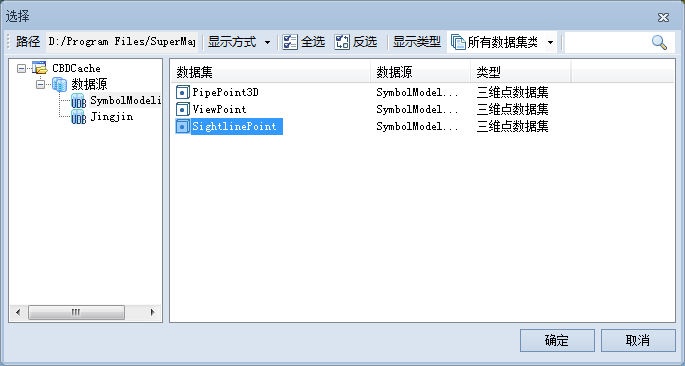 选择
路径 D:/Program Files/SuperMap 显示方式 全选 反选 显示类型 所有数据集类
CBDCache
数据源
UDB SymbolModeli
UDB Jingjin
数据集 数据源 类型
PipePoint3D SymbolModel... 三维点数据集
ViewPoint SymbolModel... 三维点数据集
SightlinePoint SymbolModel... 三维点数据集
确定 取消